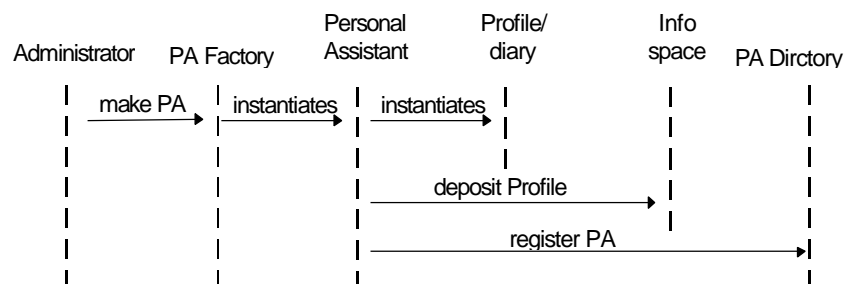 Administrator
PA Factory
Personal
Assistant
Profile/
diary
Info
space
PA Dirctory
make PA
instantiates
instantiates
deposit Profile
register PA